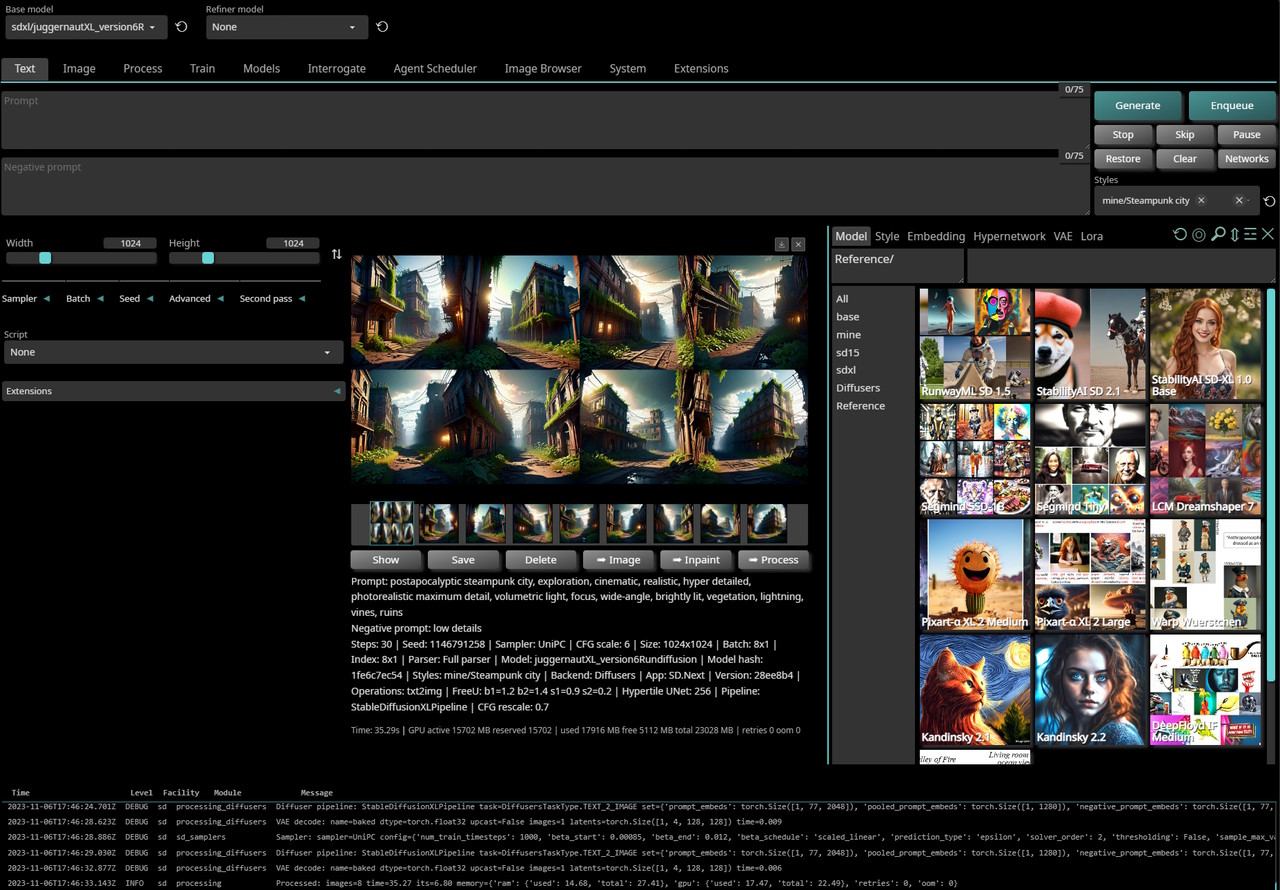 Base model
Refiner model
sdxl/juggernautXL_version6R
None
Text Image Process Train Models Interrogate Agent Scheduler Image Browser System Extensions
0/75
Prompt
Generate Enqueue
Stop Skip Pause
0/75
Negative prompt
Restore Clear Networks
Styles
mine/Steampunk city
Width 1024 Height 1024
Sampler Batch Seed Advanced Second pass
Script
None
Extensions
Show Save Delete ➠ Image ➠ Inpaint ➠ Process
Prompt: postapocalyptic steampunk city, exploration, cinematic, realistic, hyper detailed,
photorealistic maximum detail, volumetric light, focus, wide-angle, brightly lit, vegetation, lightning,
vines, ruins
Negative prompt: low details
Steps: 30 | Seed: 1146791258 | Sampler: UniPC | CFG scale: 6 | Size: 1024x1024 | Batch: 8x1 |
Index: 8x1 | Parser: Full parser | Model: juggernautXL_version6Rundiffusion | Model hash:
1fe6c7ec54 | Styles: mine/Steampunk city | Backend: Diffusers | App: SD.Next | Version: 28ee8b4 |
Operations: txt2img | FreeU: b1=1.2 b2=1.4 s1=0.9 s2=0.2 | Hypertile UNet: 256 | Pipeline:
StableDiffusionXLPipeline | CFG rescale: 0.7
Time: 35.29s | GPU active 15702 MB reserved 15702 | used 17916 MB free 5112 MB total 23028 MB | retries 0 oom 0
Model Style Embedding Hypernetwork VAE Lora
Reference/
All
base
mine
sd15
sdxl
Diffusers
Reference
RunwayML SD 1.5
StabilityAI SD 2.1
StabilityAI SD-XL 1.0
Base
Segmind SSD-1B
Segmind Tiny
LCM Dreamshaper 7
Pixart-α XL 2 Medium
Pixart-α XL 2 Large
Warp Wuerstchen
Kandinsky 2.1
Kandinsky 2.2
DeepFloyd IF
Medium
lley of Fire
Living room
ocean vie
Time Level Facility Module Message
2023-11-06T17:46:24.701Z DEBUG sd processing_diffusers Diffuser pipeline: StableDiffusionXLPipeline task=DiffusersTaskType.TEXT_2_IMAGE set={'prompt_embeds': torch.Size([1, 77, 2048]), 'pooled_prompt_embeds': torch.Size([1, 1280]), 'negative_prompt_embeds': torch.Size([1, 77,
2023-11-06T17:46:28.623Z DEBUG sd processing_diffusers VAE decode: name=baked dtype=torch.float32 upcast=False images=1 latents=torch.Size([1, 4, 128, 128]) time=0.009
2023-11-06T17:46:28.886Z DEBUG sd sd_samplers Sampler: sampler=UniPC config={'num_train_timesteps': 1000, 'beta_start': 0.00085, 'beta_end': 0.012, 'beta_schedule': 'scaled_linear', 'prediction_type': 'epsilon', 'solver_order': 2, 'thresholding': False, 'sample_max_va
2023-11-06T17:46:29.030Z DEBUG sd processing_diffusers Diffuser pipeline: StableDiffusionXLPipeline task=DiffusersTaskType.TEXT_2_IMAGE set={'prompt_embeds': torch.Size([1, 77, 2048]), 'pooled_prompt_embeds': torch.Size([1, 1280]), 'negative_prompt_embeds': torch.Size([1, 77,
2023-11-06T17:46:32.877Z DEBUG sd processing_diffusers VAE decode: name=baked dtype=torch.float32 upcast=False images=1 latents=torch.Size([1, 4, 128, 128]) time=0.006
2023-11-06T17:46:33.143Z INFO sd processing Processed: images=8 time=35.27 its=6.80 memory={'ram': {'used': 14.68, 'total': 27.41}, 'gpu': {'used': 17.47, 'total': 22.49}, 'retries': 0, 'oom': 0}